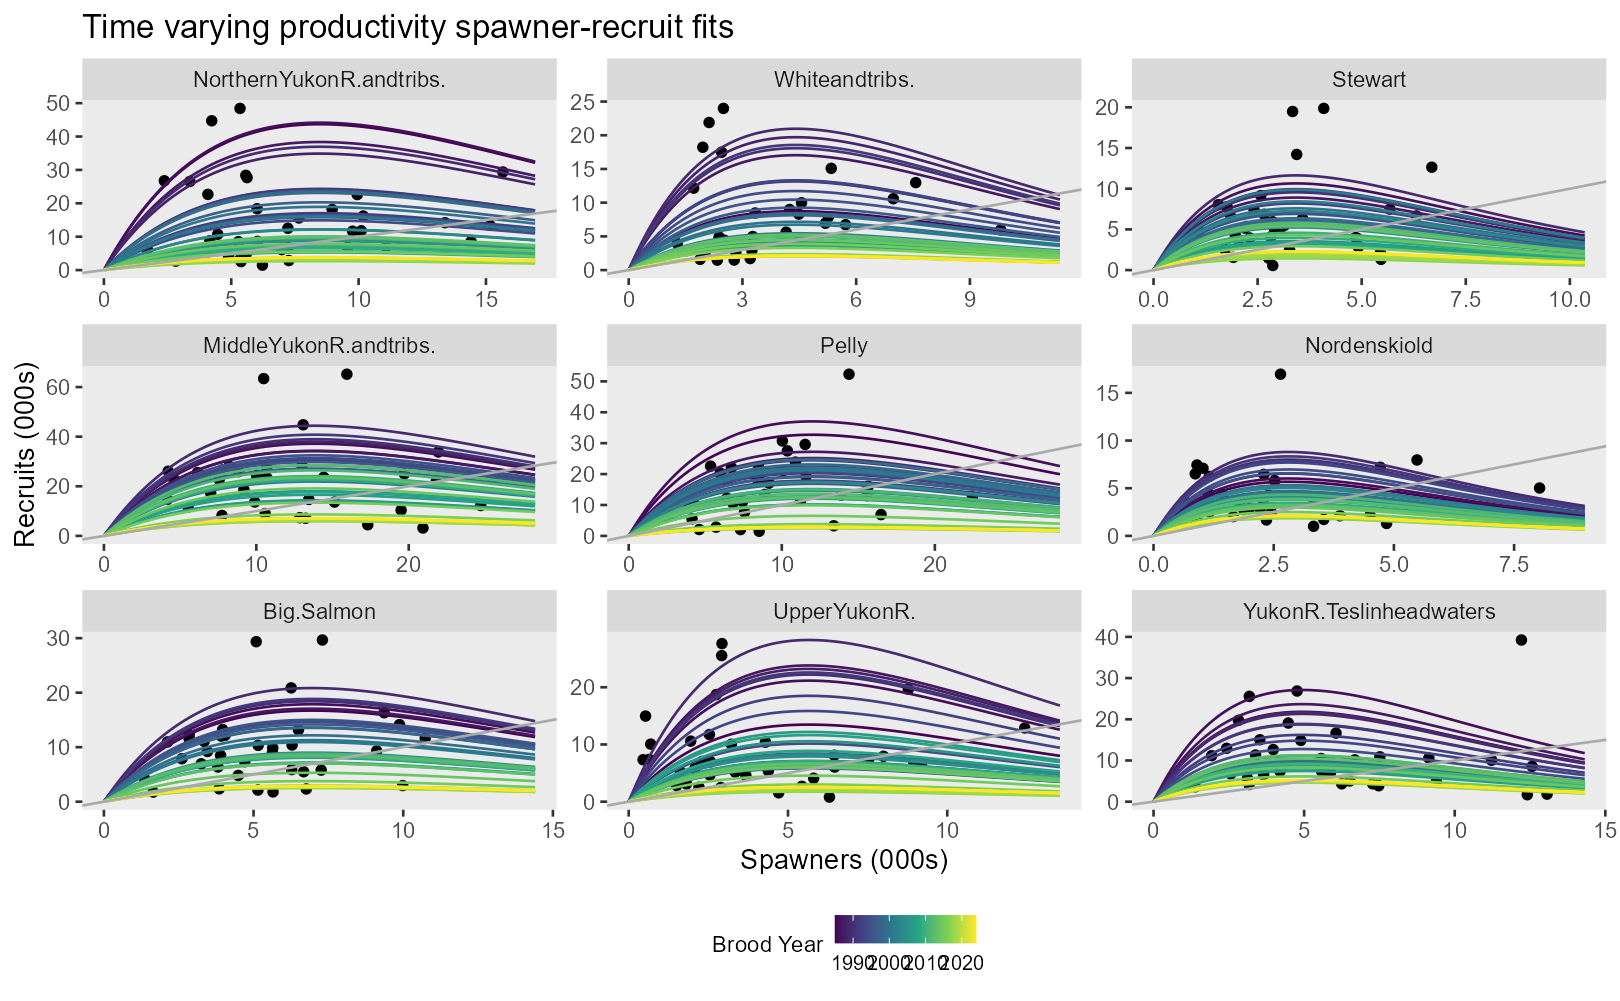 Time varying productivity spawner-recruit fits
NorthernYukonR.andtribs. Whiteandtribs. Stewart
50 40 30 20 10 0
25 20 15 10 5 0
20 15 10 5 0
0 5 10 15
0 3 6 9
0.0 2.5 5.0 7.5 10.0
MiddleYukonR.andtribs. Pelly Nordenskiold
60 40 20 0
50 40 30 20 10 0
15 10 5 0
0 10 20
0 10 20
0.0 2.5 5.0 7.5
Recruits (000s)
Big.Salmon UpperYukonR. YukonR.Teslinheadwaters
30 20 10 0
20 10 0
40 30 20 10 0
0 5 10 15
0 5 10
0 5 10 15
Spawners (000s)
Brood Year
1990 2000 2010 2020